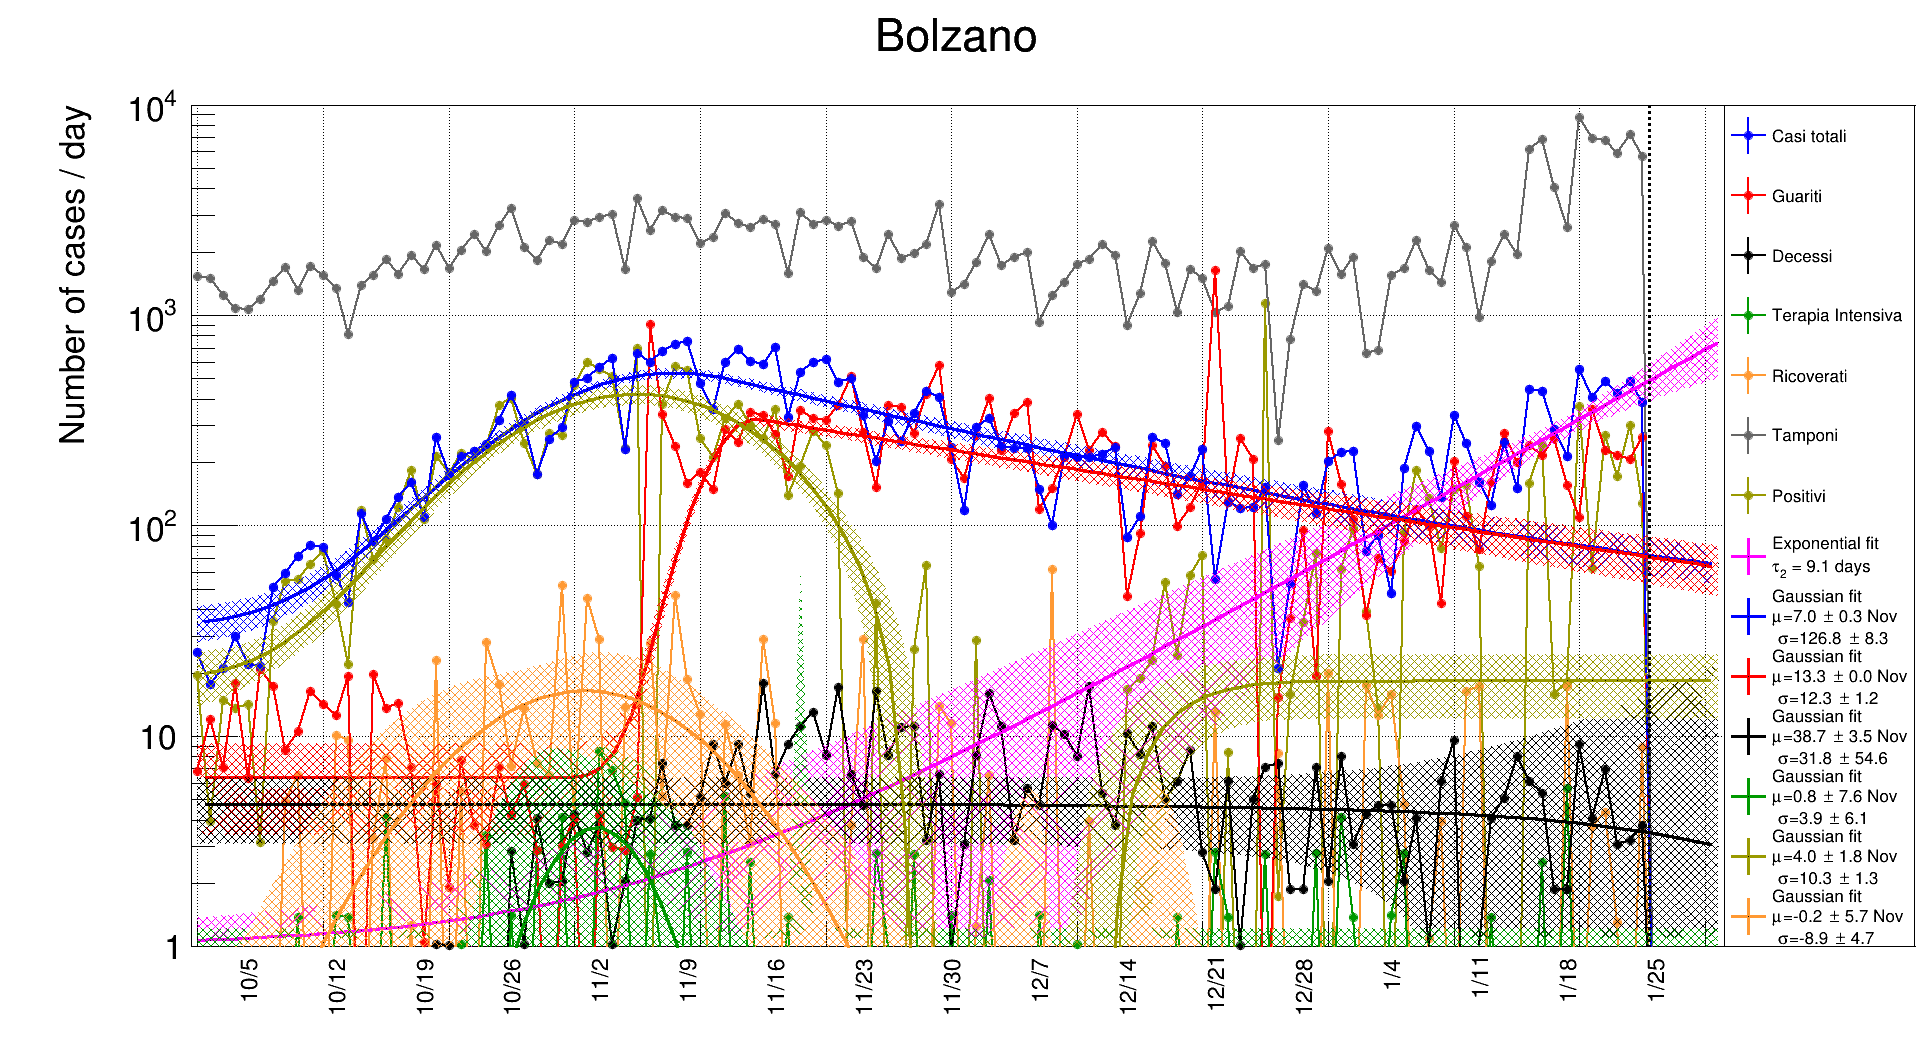 Bolzano
Number of cases / day
10^4
10^3
10^2
10
1
10/5
10/12
10/19
10/26
11/2
11/9
11/16
11/23
11/30
12/7
12/14
12/21
12/28
1/4
1/11
1/18
1/25
Casi totali
Guariti
Decessi
Terapia Intensiva
Ricoverati
Tamponi
Positivi
Exponential fit
τ₂ = 9.1 days
Gaussian fit
μ=7.0 ± 0.3 Nov
σ=126.8 ± 8.3
Gaussian fit
μ=13.3 ± 0.0 Nov
σ=12.3 ± 1.2
Gaussian fit
μ=38.7 ± 3.5 Nov
σ=31.8 ± 54.6
Gaussian fit
μ=0.8 ± 7.6 Nov
σ=3.9 ± 6.1
Gaussian fit
μ=4.0 ± 1.8 Nov
σ=10.3 ± 1.3
Gaussian fit
μ=-0.2 ± 5.7 Nov
σ=-8.9 ± 4.7